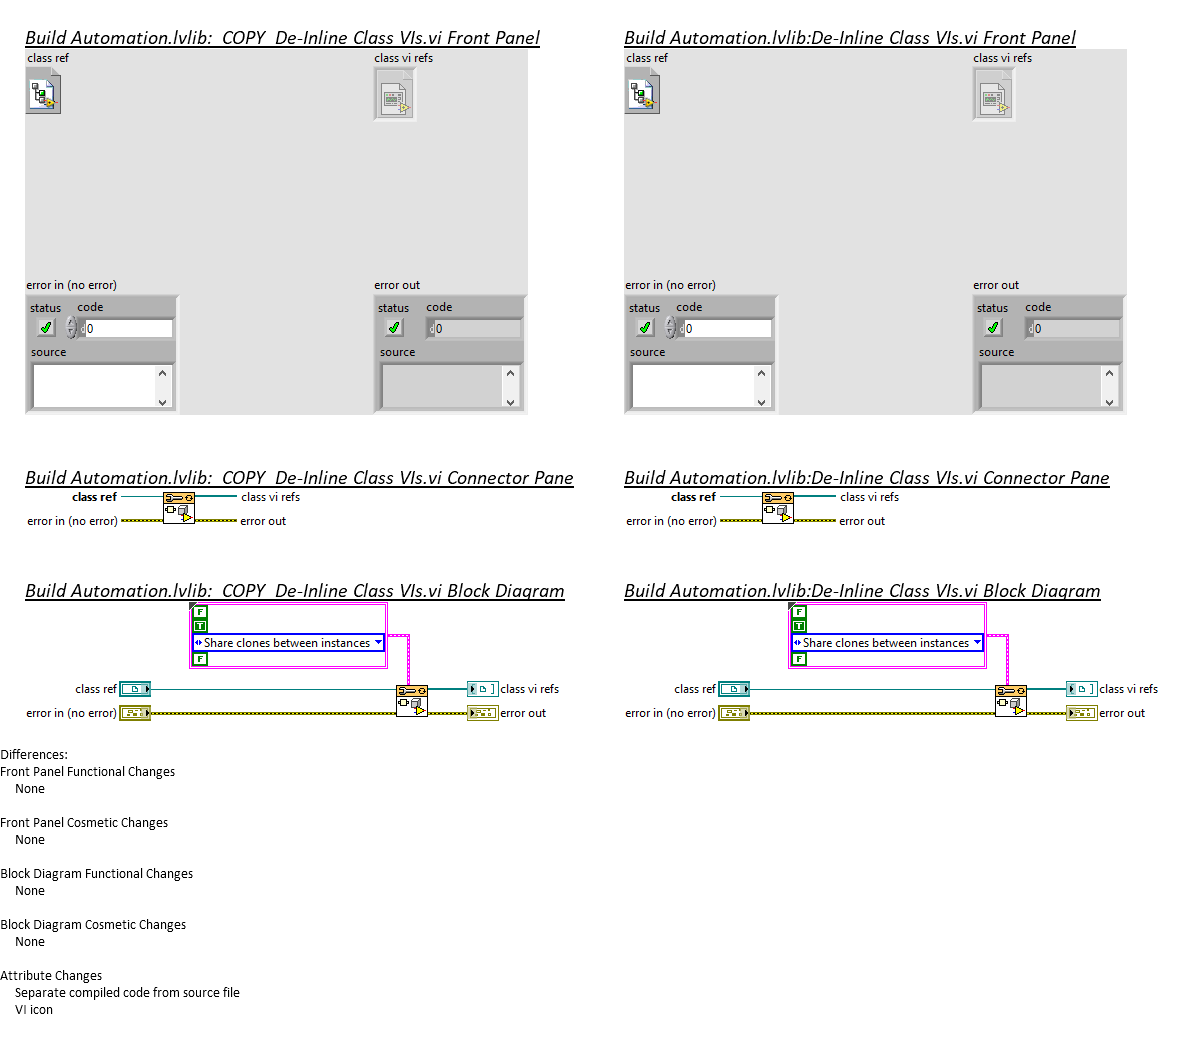 Build Automation.lvlib:  COPY  De-Inline Class VIs.vi Front Panel
class ref
class vi refs
error in (no error)
error out
status
code
d0
source
status
code
d0
source
Build Automation.lvlib:De-Inline Class VIs.vi Front Panel
class ref
class vi refs
error in (no error)
error out
status
code
d0
source
status
code
d0
source
Build Automation.lvlib:  COPY  De-Inline Class VIs.vi Connector Pane
class ref
class vi refs
error in (no error)
error out
Build Automation.lvlib:De-Inline Class VIs.vi Connector Pane
class ref
class vi refs
error in (no error)
error out
Build Automation.lvlib:  COPY  De-Inline Class VIs.vi Block Diagram
F
T
Share clones between instances
F
class ref
class vi refs
error in (no error)
error out
Build Automation.lvlib:De-Inline Class VIs.vi Block Diagram
F
T
Share clones between instances
F
class ref
class vi refs
error in (no error)
error out
Differences:
Front Panel Functional Changes
None
Front Panel Cosmetic Changes
None
Block Diagram Functional Changes
None
Block Diagram Cosmetic Changes
None
Attribute Changes
Separate compiled code from source file
VI icon